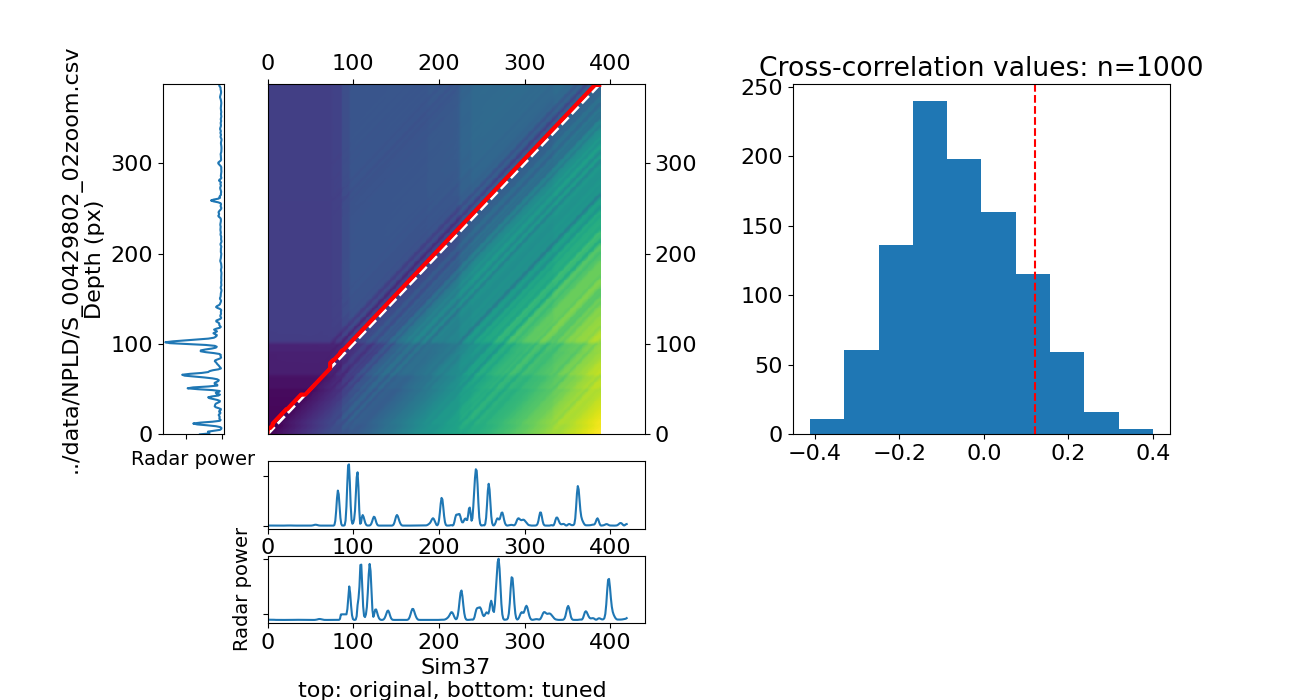 ../data/NPLD/S_00429802_02zoom.csv
Depth (px)
0 100 200 300
Radar power
0 100 200 300 400
0 100 200 300
0 100 200 300 400
Radar power
0 100 200 300 400
Sim37
top: original, bottom: tuned
Cross-correlation values: n=1000
250
200
150
100
50
0
−0.4 −0.2 0.0 0.2 0.4